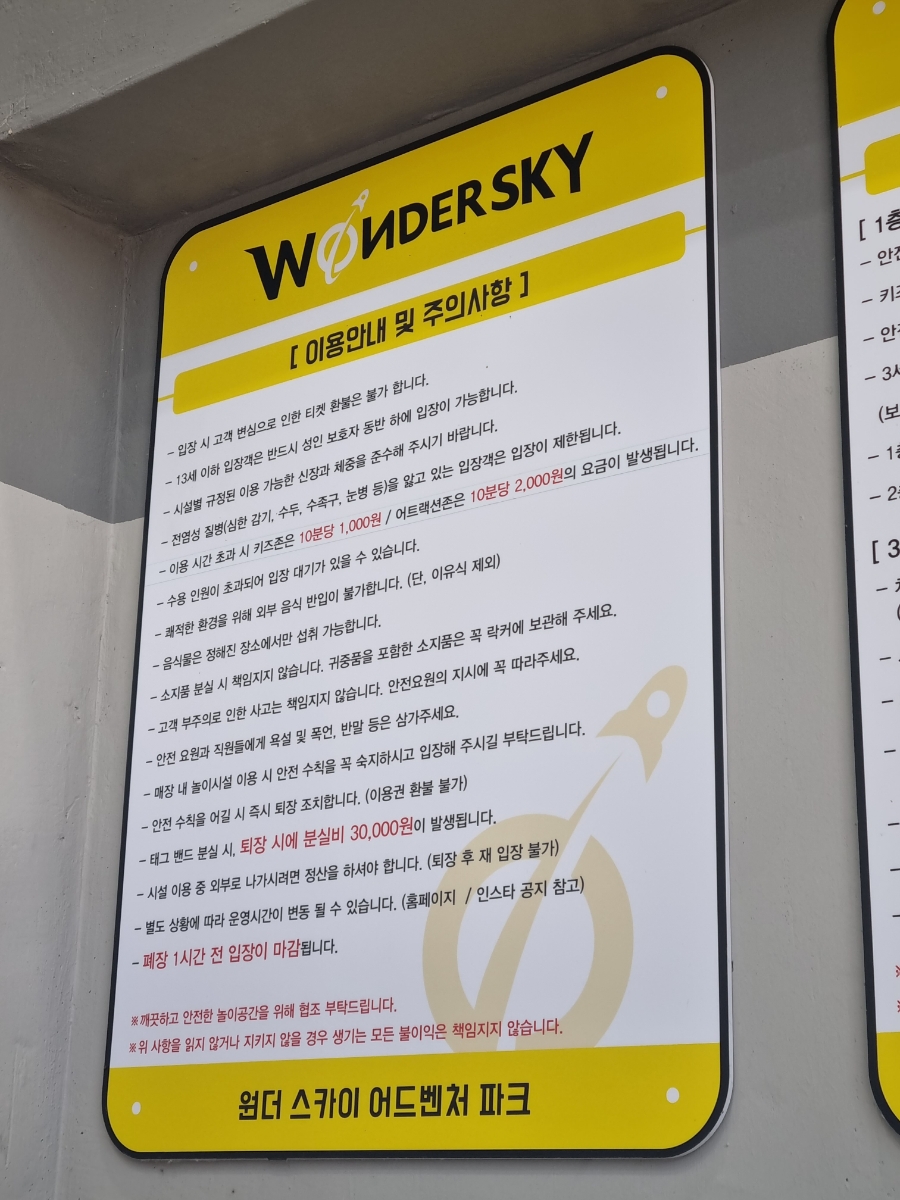 WONDER SKY
[ 이용안내 및 주의사항 ]
- 입장 시 고객 변심으로 인한 티켓 환불은 불가 합니다.
- 13세 이하 입장객은 반드시 성인 보호자 동반 하에 입장이 가능합니다.
- 시설별 규정된 이용 가능한 신장과 체중을 준수해 주시기 바랍니다.
- 전염성 질병(심한 감기, 수두, 수족구, 눈병 등)을 앓고 있는 입장객은 입장이 제한됩니다.
- 이용 시간 초과 시 키즈존은 10분당 1,000원 / 어트랙션존은 10분당 2,000원의 요금이 발생됩니다.
- 수용 인원이 초과되어 입장 대기가 있을 수 있습니다.
- 쾌적한 환경을 위해 외부 음식 반입이 불가합니다. (단, 이유식 제외)
- 음식물은 정해진 장소에서만 섭취 가능합니다.
- 소지품 분실 시 책임지지 않습니다. 귀중품을 포함한 소지품은 꼭 락커에 보관해 주세요.
- 고객 부주의로 인한 사고는 책임지지 않습니다. 안전요원의 지시에 꼭 따라주세요.
- 안전 요원과 직원들에게 욕설 및 폭언, 반말 등은 삼가주세요.
- 매장 내 놀이시설 이용 시 안전 수칙을 꼭 숙지하시고 입장해 주시길 부탁드립니다.
- 안전 수칙을 어길 시 즉시 퇴장 조치합니다. (이용권 환불 불가)
- 태그 밴드 분실 시, 퇴장 시에 분실비 30,000원이 발생됩니다.
- 시설 이용 중 외부로 나가시려면 정산을 하셔야 합니다. (퇴장 후 재 입장 불가)
- 별도 상황에 따라 운영시간이 변동 될 수 있습니다. (홈페이지 / 인스타 공지 참고)
- 폐장 1시간 전 입장이 마감됩니다.
※ 깨끗하고 안전한 놀이공간을 위해 협조 부탁드립니다.
※ 위 사항을 읽지 않거나 지키지 않을 경우 생기는 모든 불이익은 책임지지 않습니다.
원더 스카이 어드벤처 파크
[ 1층
- 안전
- 키즈
- 안전
- 3세
(보
- 1층
- 2층
[ 3